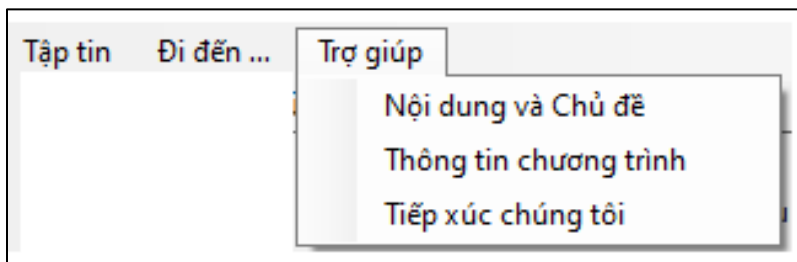 Tập tin Đi đến ... Trợ giúp
Nội dung và Chủ đề
Thông tin chương trình
Tiếp xúc chúng tôi